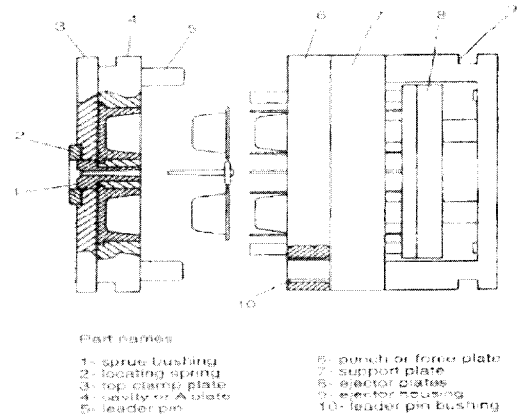 3
4
5
6
7
8
9
2
1
10
Part names
1- sprue bushing
2- locating spring
3- top clamp plate
4- cavity or A plate
5- leader pin
6- punch or force plate
7- support plate
8- ejector plates
9- ejector housing
10- leader pin bushing